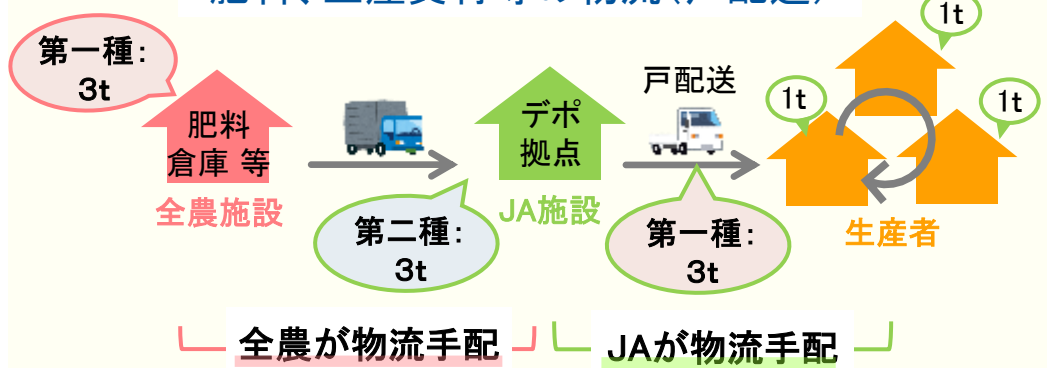 第一種:
3t
肥料
倉庫 等
全農施設
第二種:
3t
デポ
拠点
JA施設
戸配送
第一種:
3t
1t
1t
1t
生産者
全農が物流手配
JAが物流手配